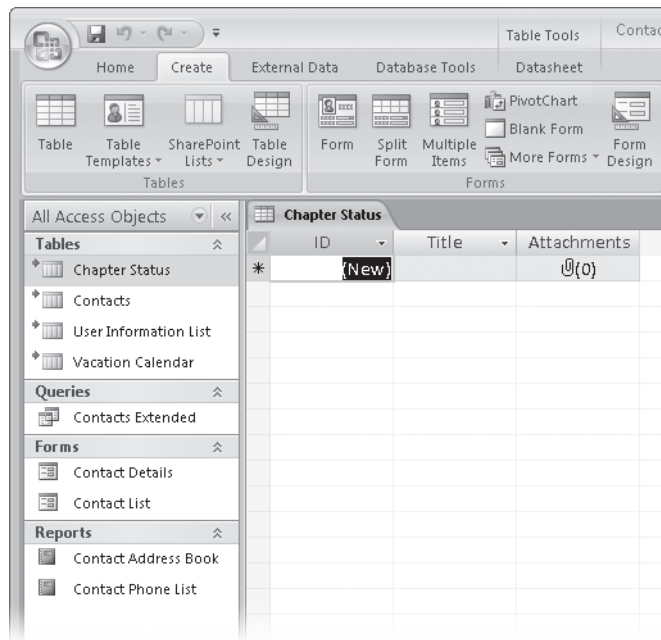 Table Tools
Contac
Home
Create
External Data
Database Tools
Datasheet
Table
Table Templates
SharePoint Lists
Table Design
Form
Split Form
Multiple Items
PivotChart
Blank Form
More Forms
Form Design
Tables
Forms
All Access Objects
Chapter Status
Tables
Chapter Status
Contacts
User Information List
Vacation Calendar
Queries
Contacts Extended
Forms
Contact Details
Contact List
Reports
Contact Address Book
Contact Phone List
ID
Title
Attachments
(New)
(0)